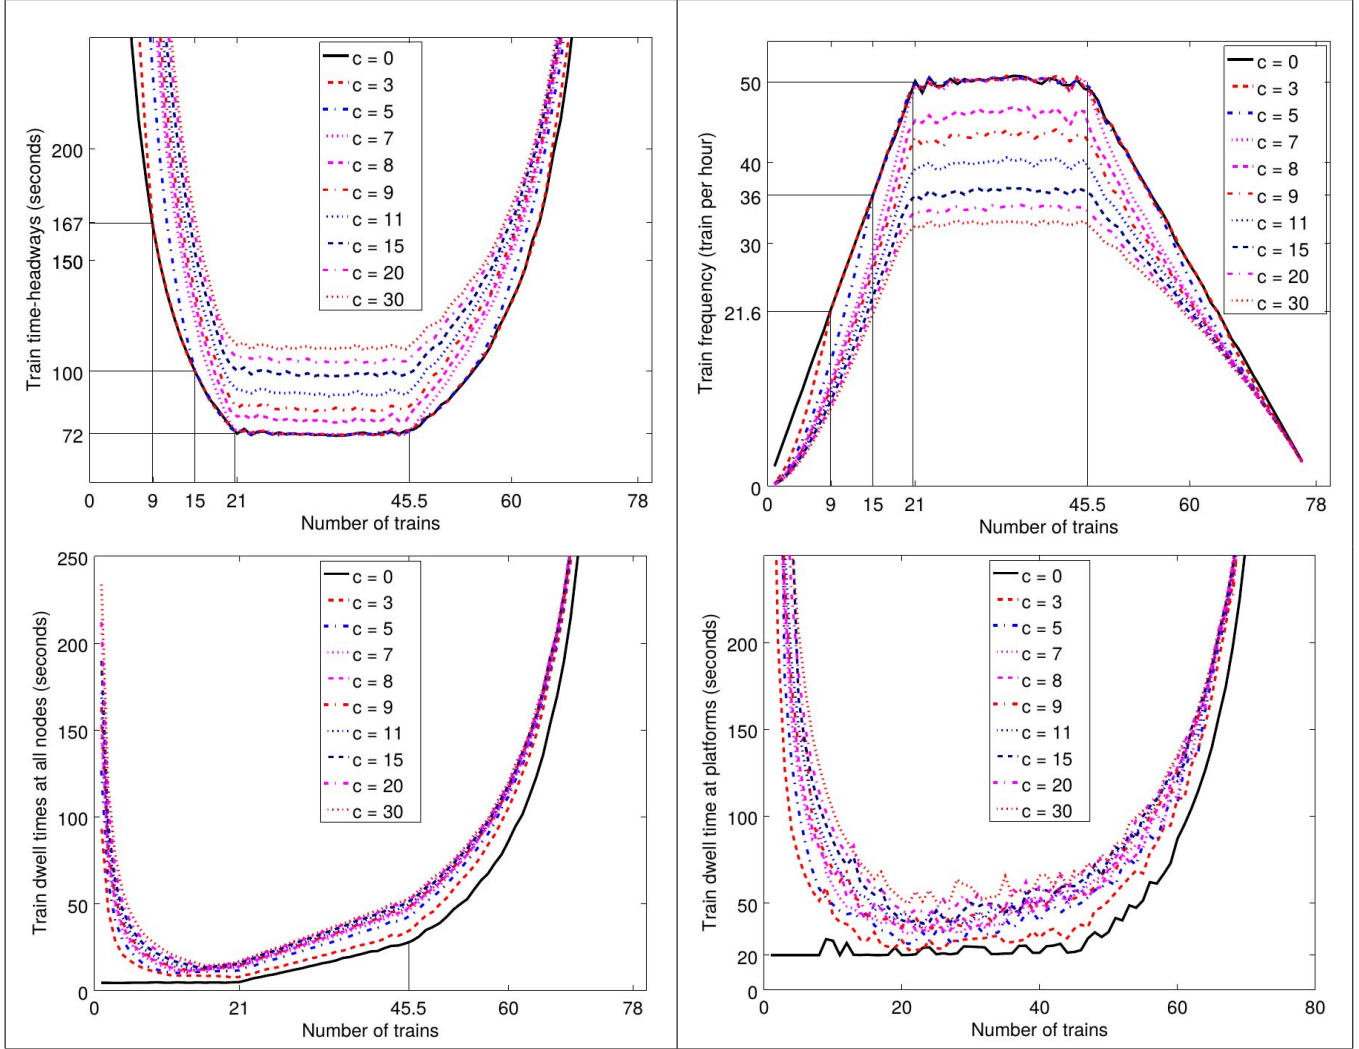 Train time-headways (seconds)
200
167
150
100
72
0 9 15 21 45.5 60 78
Number of trains
c = 0
c = 3
c = 5
c = 7
c = 8
c = 9
c = 11
c = 15
c = 20
c = 30
Train frequency (train per hour)
50
40
36
30
21.6
0
0 9 15 21 45.5 60 78
Number of trains
c = 0
c = 3
c = 5
c = 7
c = 8
c = 9
c = 11
c = 15
c = 20
c = 30
Train dwell times at all nodes (seconds)
250
200
150
100
50
0
0 21 45.5 60 78
Number of trains
c = 0
c = 3
c = 5
c = 7
c = 8
c = 9
c = 11
c = 15
c = 20
c = 30
Train dwell time at platforms (seconds)
200
150
100
50
20
0
0 20 40 60 80
Number of trains
c = 0
c = 3
c = 5
c = 7
c = 8
c = 9
c = 11
c = 15
c = 20
c = 30